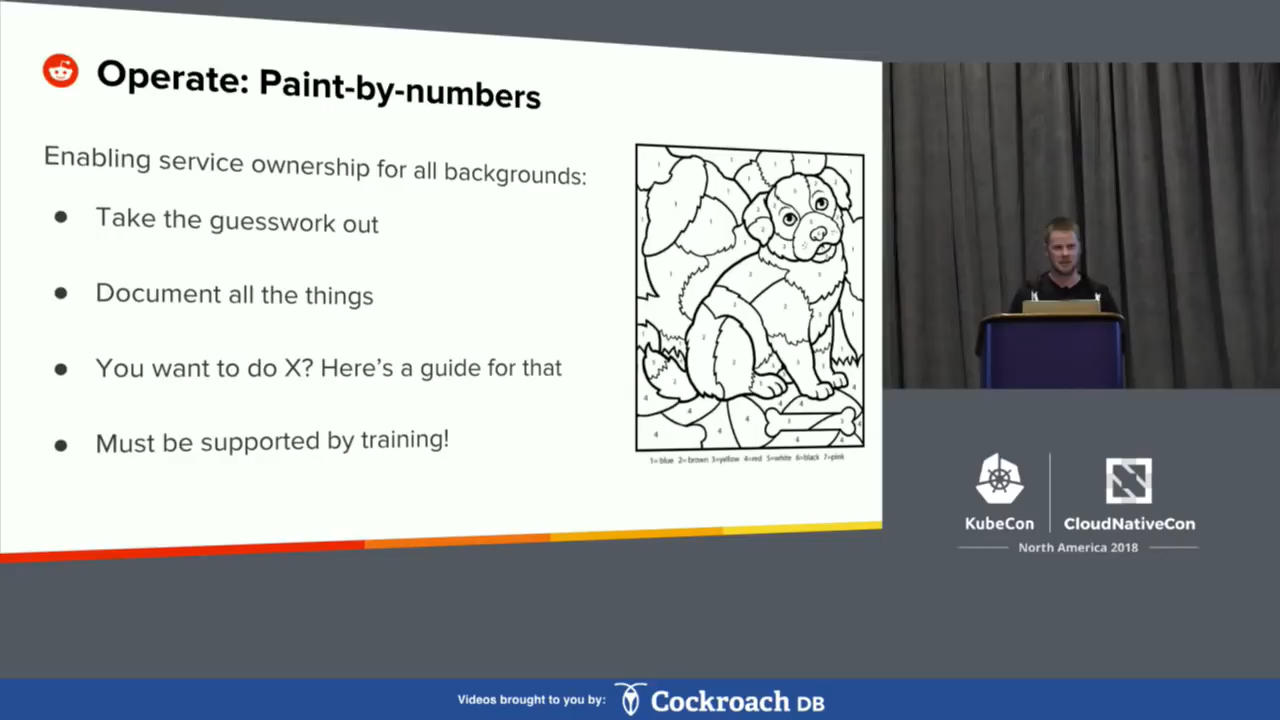 Operate: Paint-by-numbers
Enabling service ownership for all backgrounds:
● Take the guesswork out
● Document all the things
● You want to do X? Here's a guide for that
● Must be supported by training!
1=blue 2=brown 3=yellow 4=red 5=white 6=black 7=pink
KubeCon
CloudNativeCon
North America 2018
Videos brought to you by:
Cockroach DB